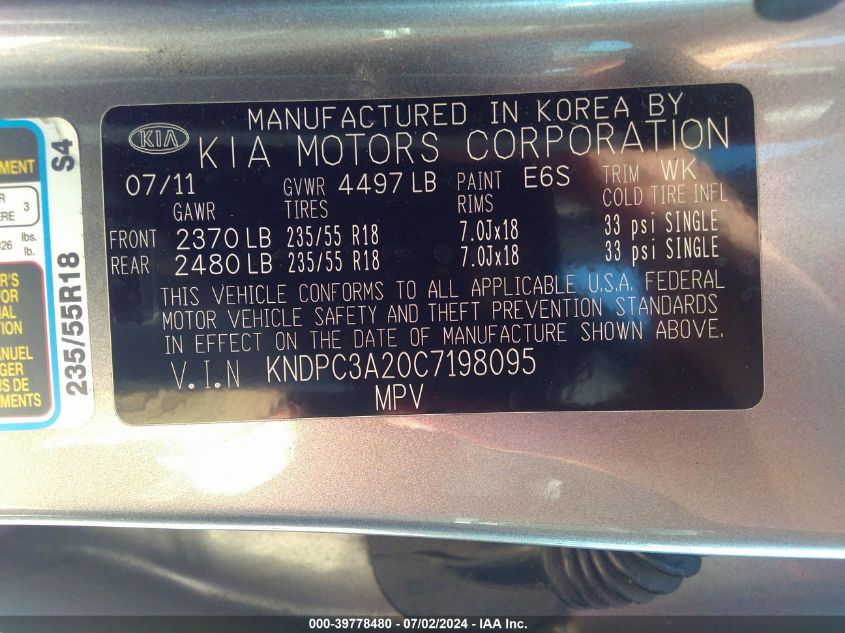 MANUFACTURED IN KOREA BY
KIA
KIA MOTORS CORPORATION
07/11 GVWR 4497 LB PAINT E6S TRIM WK
GAWR TIRES RIMS COLD TIRE INFL
FRONT 2370 LB 235/55 R18 7.0Jx18 33 psi SINGLE
REAR 2480 LB 235/55 R18 7.0Jx18 33 psi SINGLE
THIS VEHICLE CONFORMS TO ALL APPLICABLE U.S.A. FEDERAL
MOTOR VEHICLE SAFETY AND THEFT PREVENTION STANDARDS
IN EFFECT ON THE DATE OF MANUFACTURE SHOWN ABOVE.
V.I.N KNDPC3A20C7198095
MPV
235/55R18 S4
3
lbs.
lb.
000-39778480 - 07/02/2024 - IAA Inc.